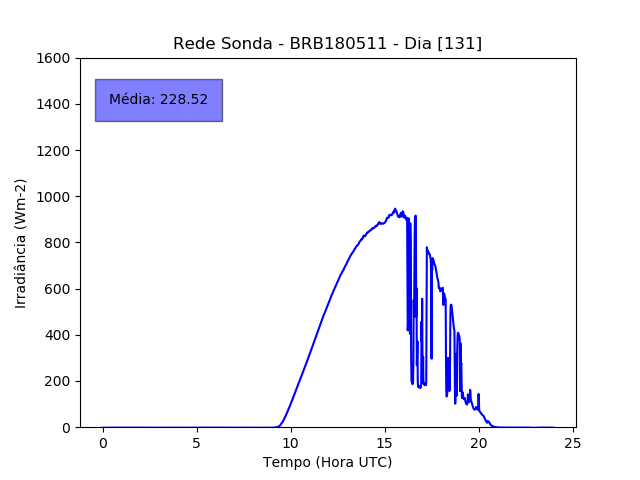 Rede Sonda - BRB180511 - Dia [131]
1600
1400
1200
1000
800
600
400
200
0
Média: 228.52
Irradiância (Wm-2)
0 5 10 15 20 25
Tempo (Hora UTC)